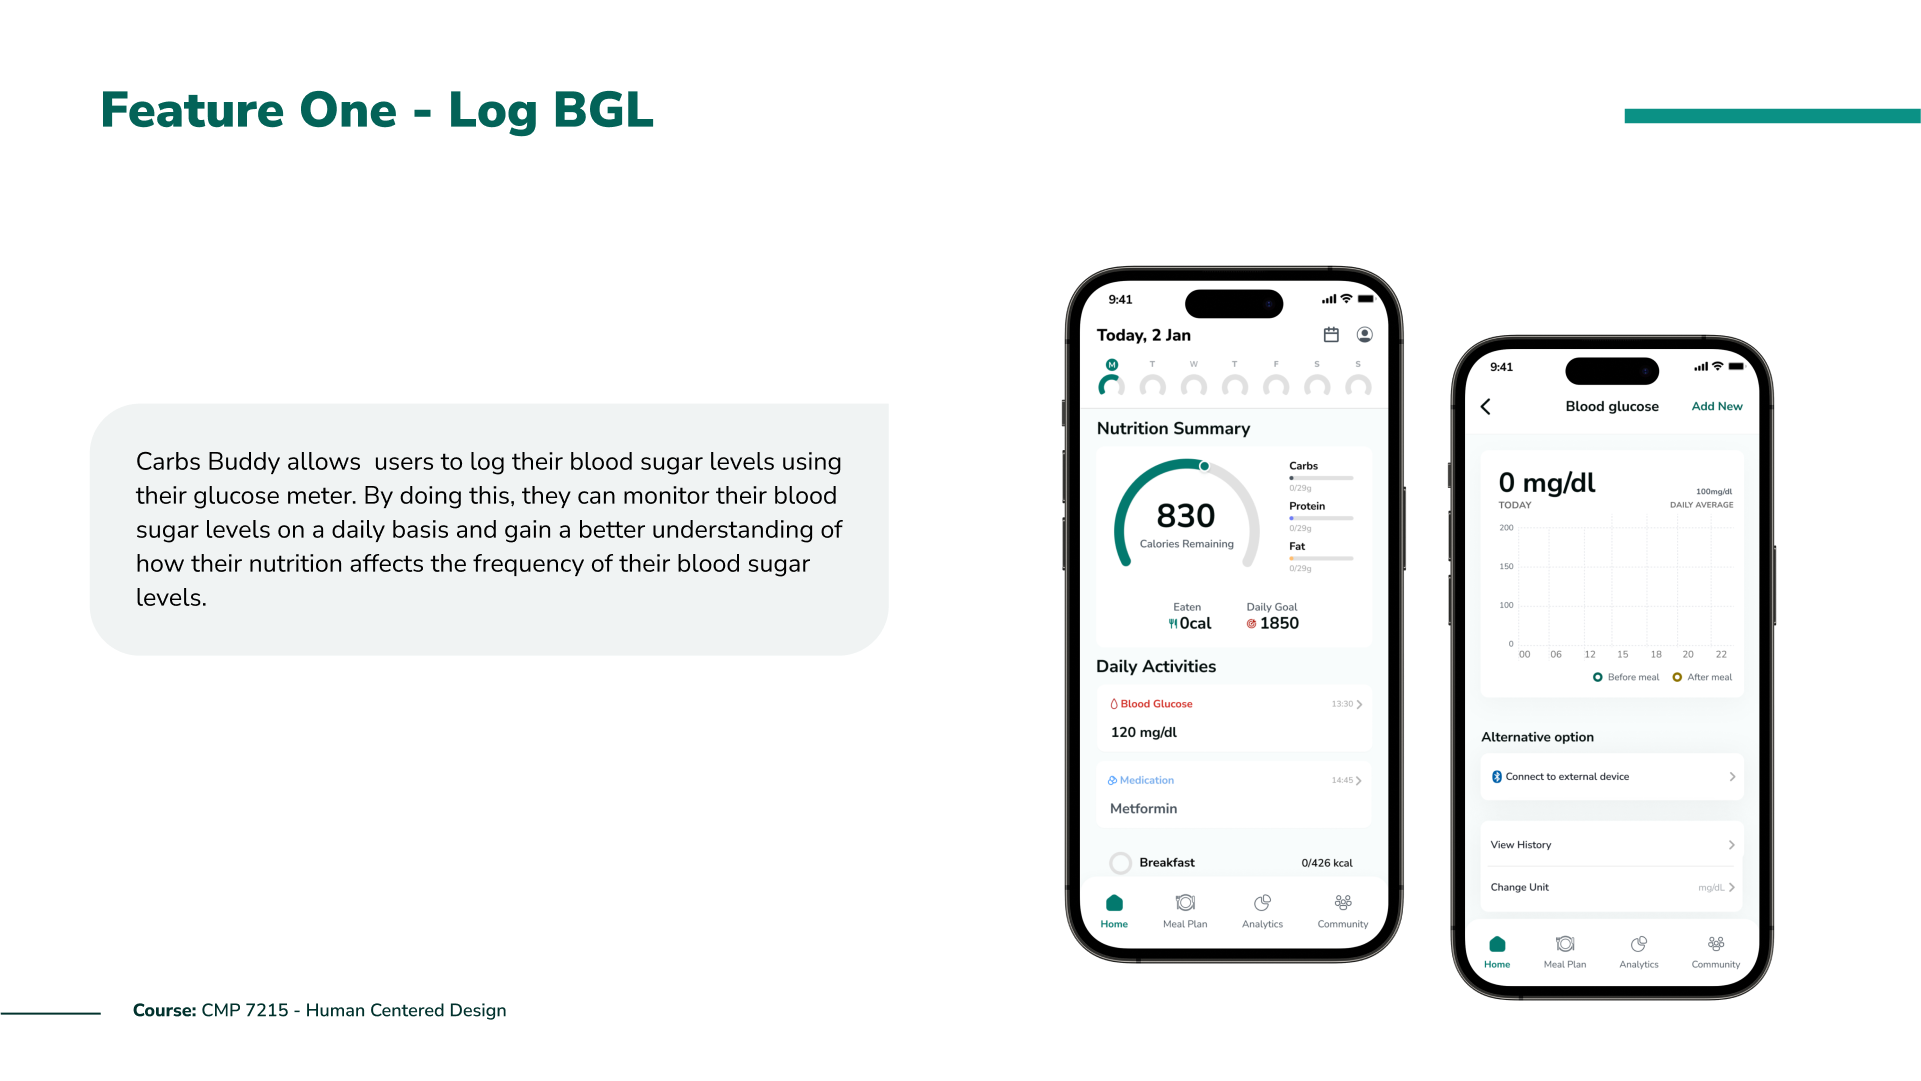 Feature One - Log BGL
Carbs Buddy allows  users to log their blood sugar levels using
their glucose meter. By doing this, they can monitor their blood
sugar levels on a daily basis and gain a better understanding of
how their nutrition affects the frequency of their blood sugar
levels.
9:41
Today, 2 Jan
M T W T F S S
Nutrition Summary
830
Calories Remaining
Carbs
0/29g
Protein
0/29g
Fat
0/29g
Eaten
0cal
Daily Goal
1850
Daily Activities
Blood Glucose 13:30
120 mg/dl
Medication 14:45
Metformin
Breakfast 0/426 kcal
Home Meal Plan Analytics Community
9:41
Blood glucose Add New
0 mg/dl
TODAY
100mg/dl
DAILY AVERAGE
200
150
100
0
00 06 12 15 18 20 22
Before meal After meal
Alternative option
Connect to external device
View History
Change Unit mg/dL
Home Meal Plan Analytics Community
Course: CMP 7215 - Human Centered Design